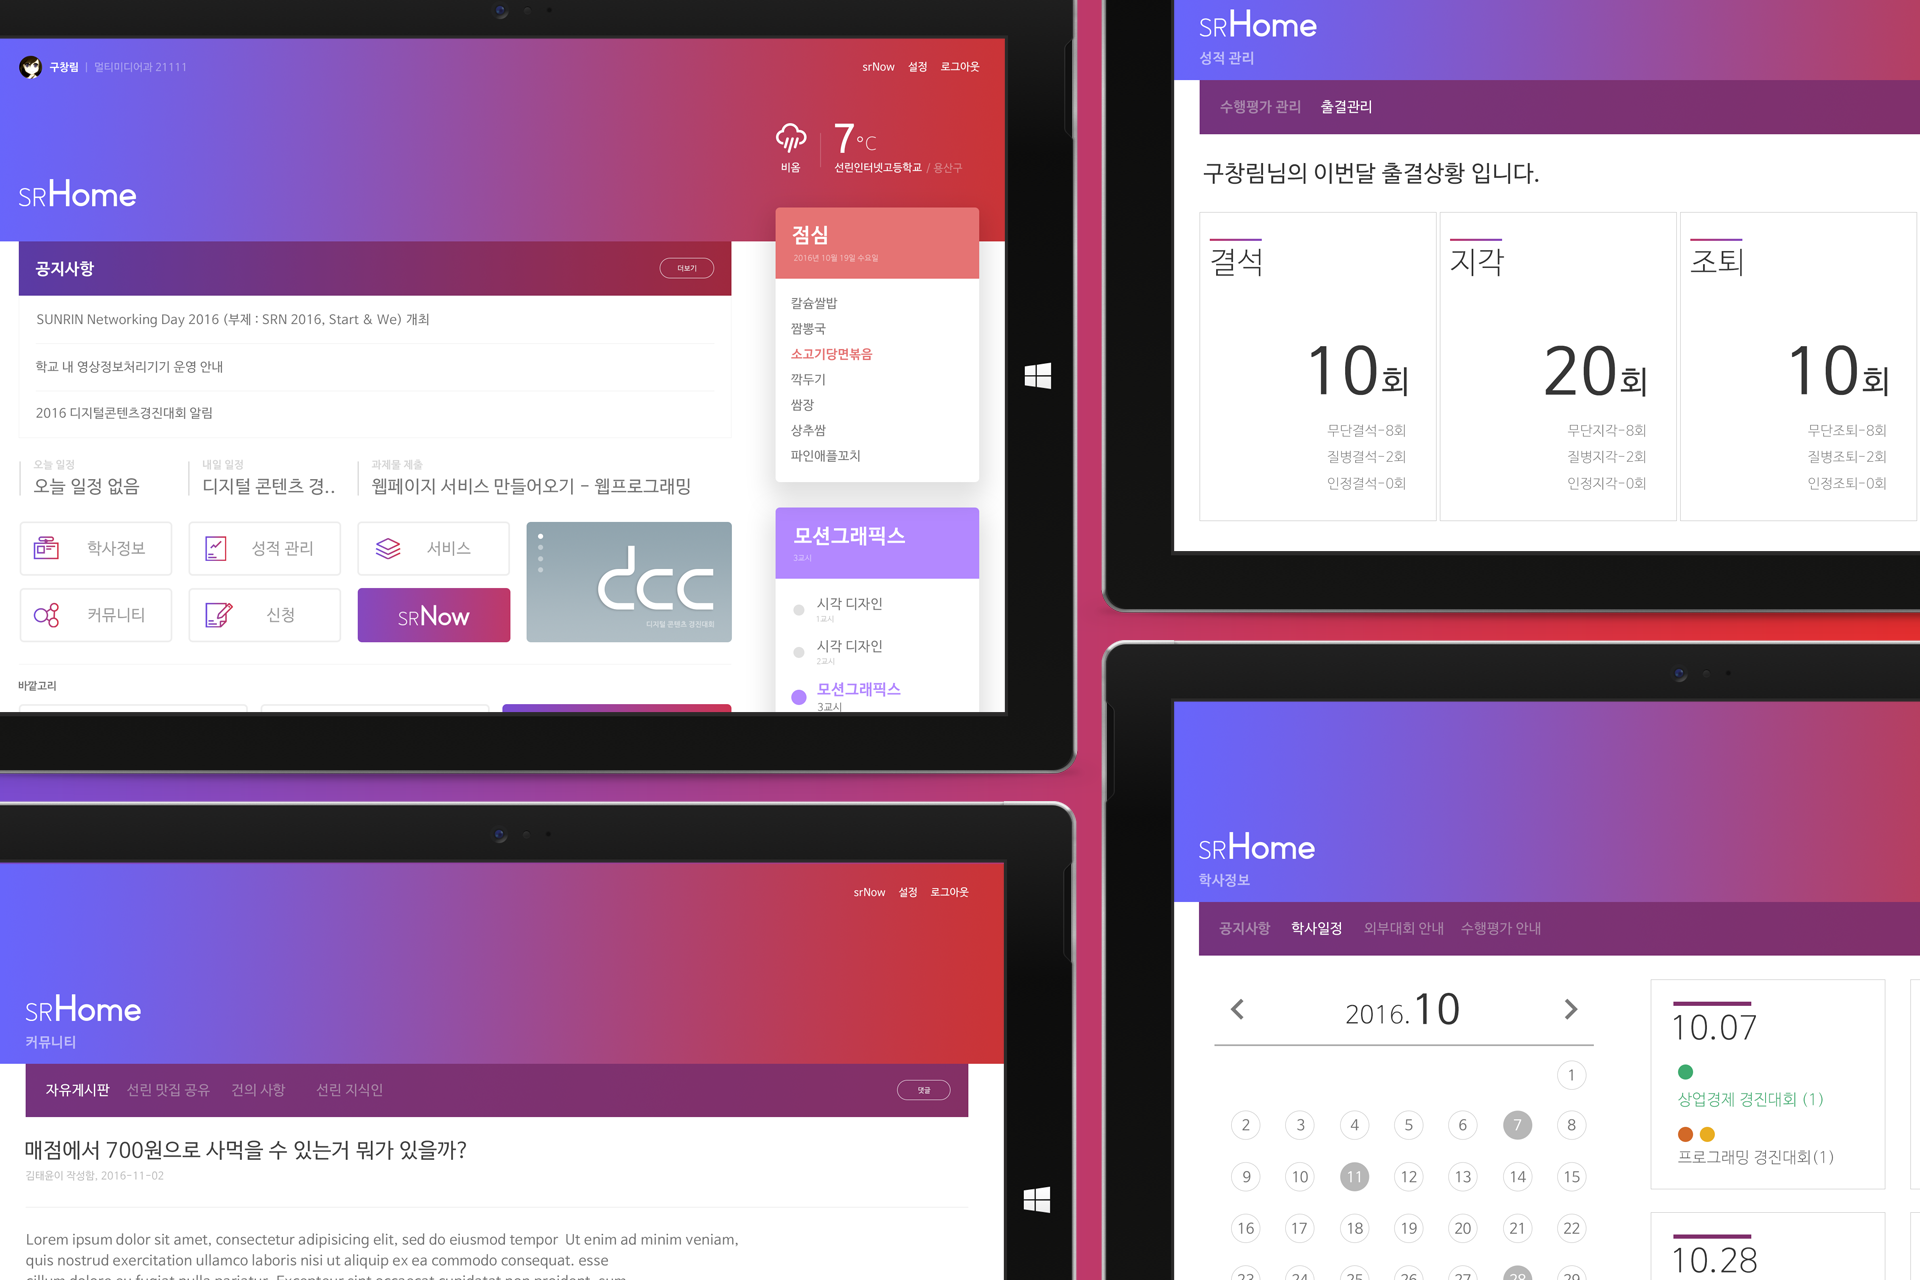 구창림 | 멀티미디어과 21111
srNow 설정 로그아웃
비옴
7°C
선린인터넷고등학교 / 용산구
SRHome
공지사항
더보기
SUNRIN Networking Day 2016 (부제 : SRN 2016, Start & We) 개최
학교 내 영상정보처리기기 운영 안내
2016 디지털콘텐츠경진대회 알림
오늘 일정
오늘 일정 없음
내일 일정
디지털 콘텐츠 경..
과제물 제출
웹페이지 서비스 만들어오기 - 웹프로그래밍
학사정보
성적 관리
서비스
커뮤니티
신청
SRNow
dcc
디지털 콘텐츠 경진대회
바깥고리
점심
2016년 10월 19일 수요일
칼슘쌀밥
짬뽕국
소고기당면볶음
깍두기
쌈장
상추쌈
파인애플꼬치
모션그래픽스
3교시
시각 디자인
1교시
시각 디자인
2교시
모션그래픽스
3교시
SRHome
성적 관리
수행평가 관리 출결관리
구창림님의 이번달 출결상황 입니다.
결석
10회
무단결석-8회
질병결석-2회
인정결석-0회
지각
20회
무단지각-8회
질병지각-2회
인정지각-0회
조퇴
10회
무단조퇴-8회
질병조퇴-2회
인정조퇴-0회
srNow 설정 로그아웃
SRHome
커뮤니티
자유게시판 선린 맛집 공유 건의 사항 선린 지식인
댓글
매점에서 700원으로 사먹을 수 있는거 뭐가 있을까?
김태윤이 작성함, 2016-11-02
Lorem ipsum dolor sit amet, consectetur adipisicing elit, sed do eiusmod tempor Ut enim ad minim veniam,
quis nostrud exercitation ullamco laboris nisi ut aliquip ex ea commodo consequat. esse
cillum dolore eu fugiat nulla pariatur. Excepteur sint occaecat cupidatat non proident, sum
SRHome
학사정보
공지사항 학사일정 외부대회 안내 수행평가 안내
2016.10
1
2 3 4 5 6 7 8
9 10 11 12 13 14 15
16 17 18 19 20 21 22
23 24 25 26 27 28 29
10.07
상업경제 경진대회 (1)
프로그래밍 경진대회(1)
10.28